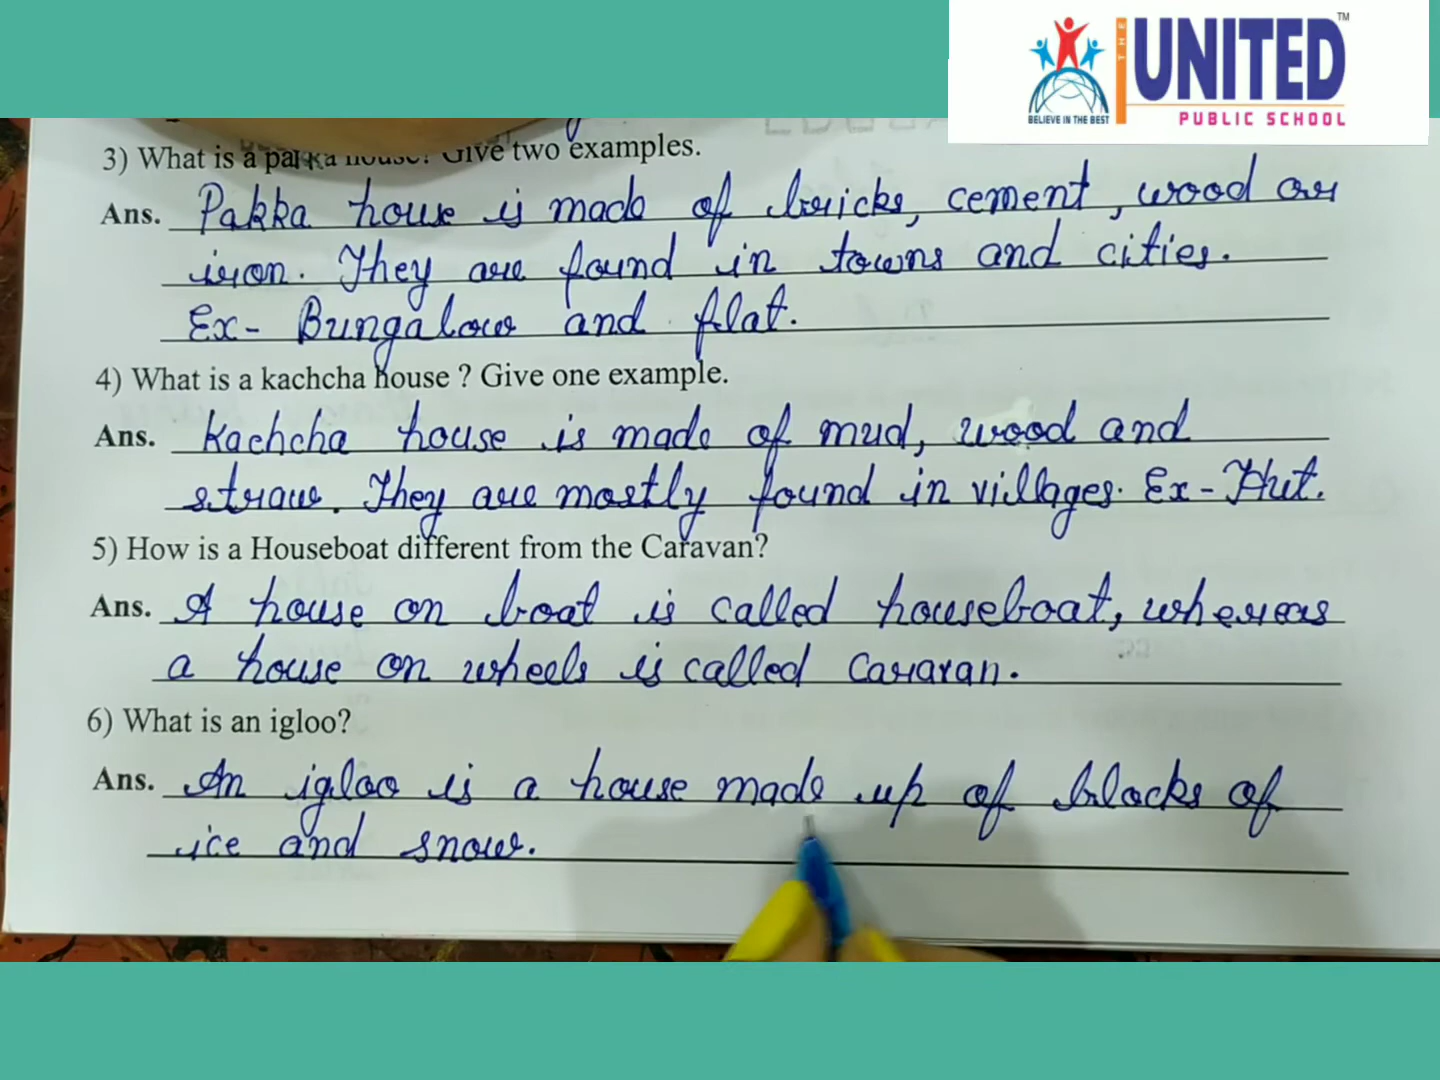 THE UNITED TM
PUBLIC SCHOOL
BELIEVE IN THE BEST
3) What is a pakka house? Give two examples.
Ans. Pakka house is made of bricks, cement, wood or
iron. They are found in towns and cities.
Ex- Bungalow and flat.
4) What is a kachcha house ? Give one example.
Ans. Kachcha house is made of mud, wood and
straw. They are mostly found in villages. Ex - Hut.
5) How is a Houseboat different from the Caravan?
Ans. A house on boat is called houseboat, whereas
a house on wheels is called Caravan.
6) What is an igloo?
Ans. An igloo is a house made up of blocks of
ice and snow.